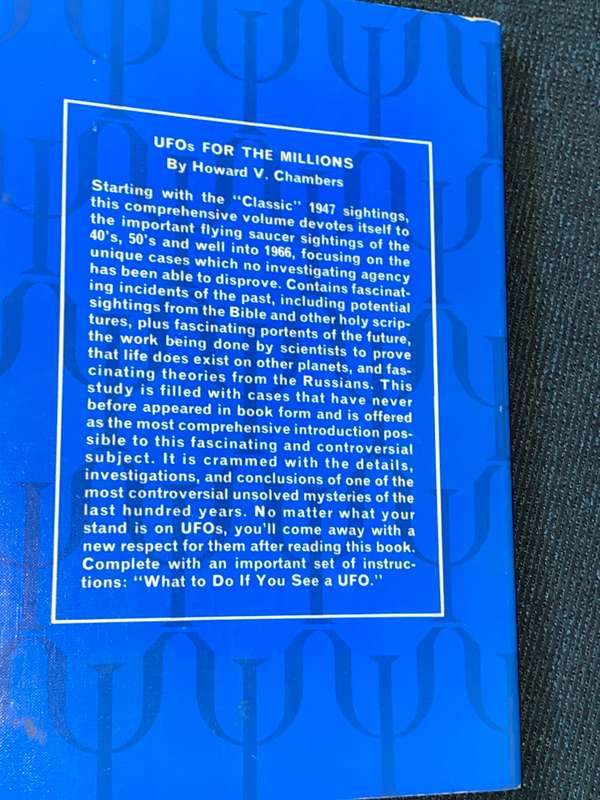 UFOs FOR THE MILLIONS
By Howard V. Chambers
Starting with the "Classic" 1947 sightings,
this comprehensive volume devotes itself to
the important flying saucer sightings of the
40's, 50's and well into 1966, focusing on the
unique cases which no investigating agency
has been able to disprove. Contains fascinat-
ing incidents of the past, including potential
sightings from the Bible and other holy scrip-
tures, plus fascinating portents of the future,
the work being done by scientists to prove
that life does exist on other planets, and fas-
cinating theories from the Russians. This
study is filled with cases that have never
before appeared in book form and is offered
as the most comprehensive introduction pos-
sible to this fascinating and controversial
subject. It is crammed with the details,
investigations, and conclusions of one of the
most controversial unsolved mysteries of the
last hundred years. No matter what your
stand is on UFOs, you'll come away with a
new respect for them after reading this book.
Complete with an important set of instruc-
tions: "What to Do If You See a UFO."